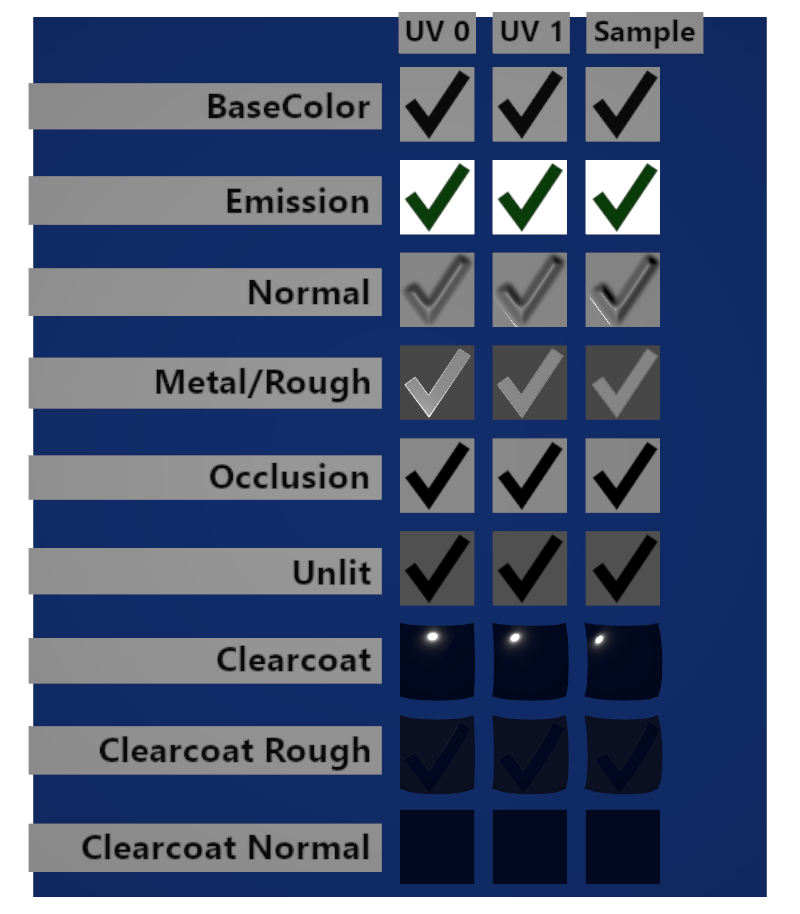 UV 0 UV 1 Sample
BaseColor
Emission
Normal
Metal/Rough
Occlusion
Unlit
Clearcoat
Clearcoat Rough
Clearcoat Normal